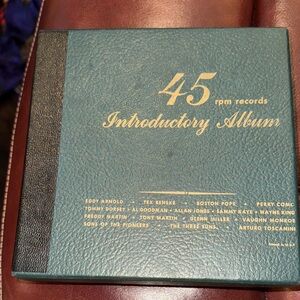 45 rpm records
Introductory Album
EDDY ARNOLD • TEX BENEKE • BOSTON POPS • PERRY COMO
TOMMY DORSEY • AL GOODMAN • ALLAN JONES • SAMMY KAYE • WAYNE KING
FREDDY MARTIN • TONY MARTIN • GLENN MILLER • VAUGHN MONROE
SONS OF THE PIONEERS • THE THREE SUNS • ARTURO TOSCANINI